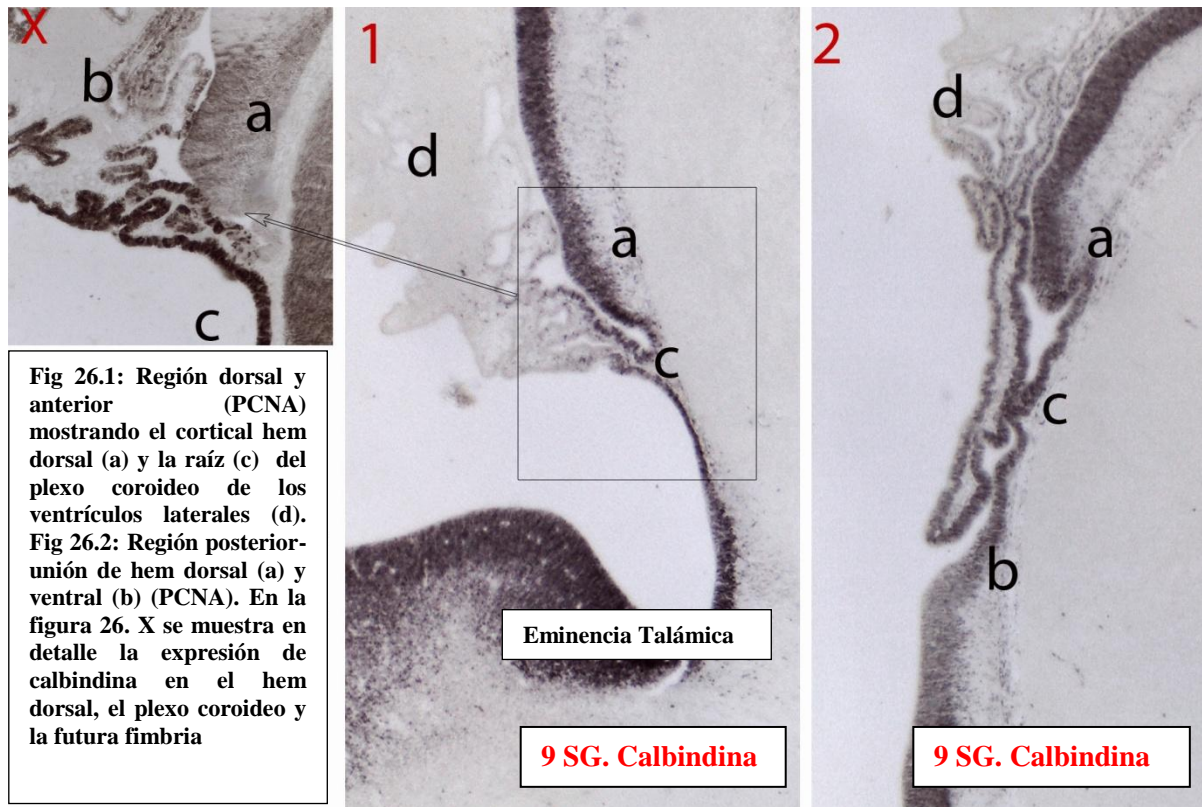 X
b
a
c
Fig 26.1: Región dorsal y
anterior (PCNA)
mostrando el cortical hem
dorsal (a) y la raíz (c) del
plexo coroideo de los
ventrículos laterales (d).
Fig 26.2: Región posterior-
unión de hem dorsal (a) y
ventral (b) (PCNA). En la
figura 26. X se muestra en
detalle la expresión de
calbindina en el hem
dorsal, el plexo coroideo y
la futura fimbria
1
d
a
c
Eminencia Talámica
9 SG. Calbindina
2
d
a
c
b
9 SG. Calbindina